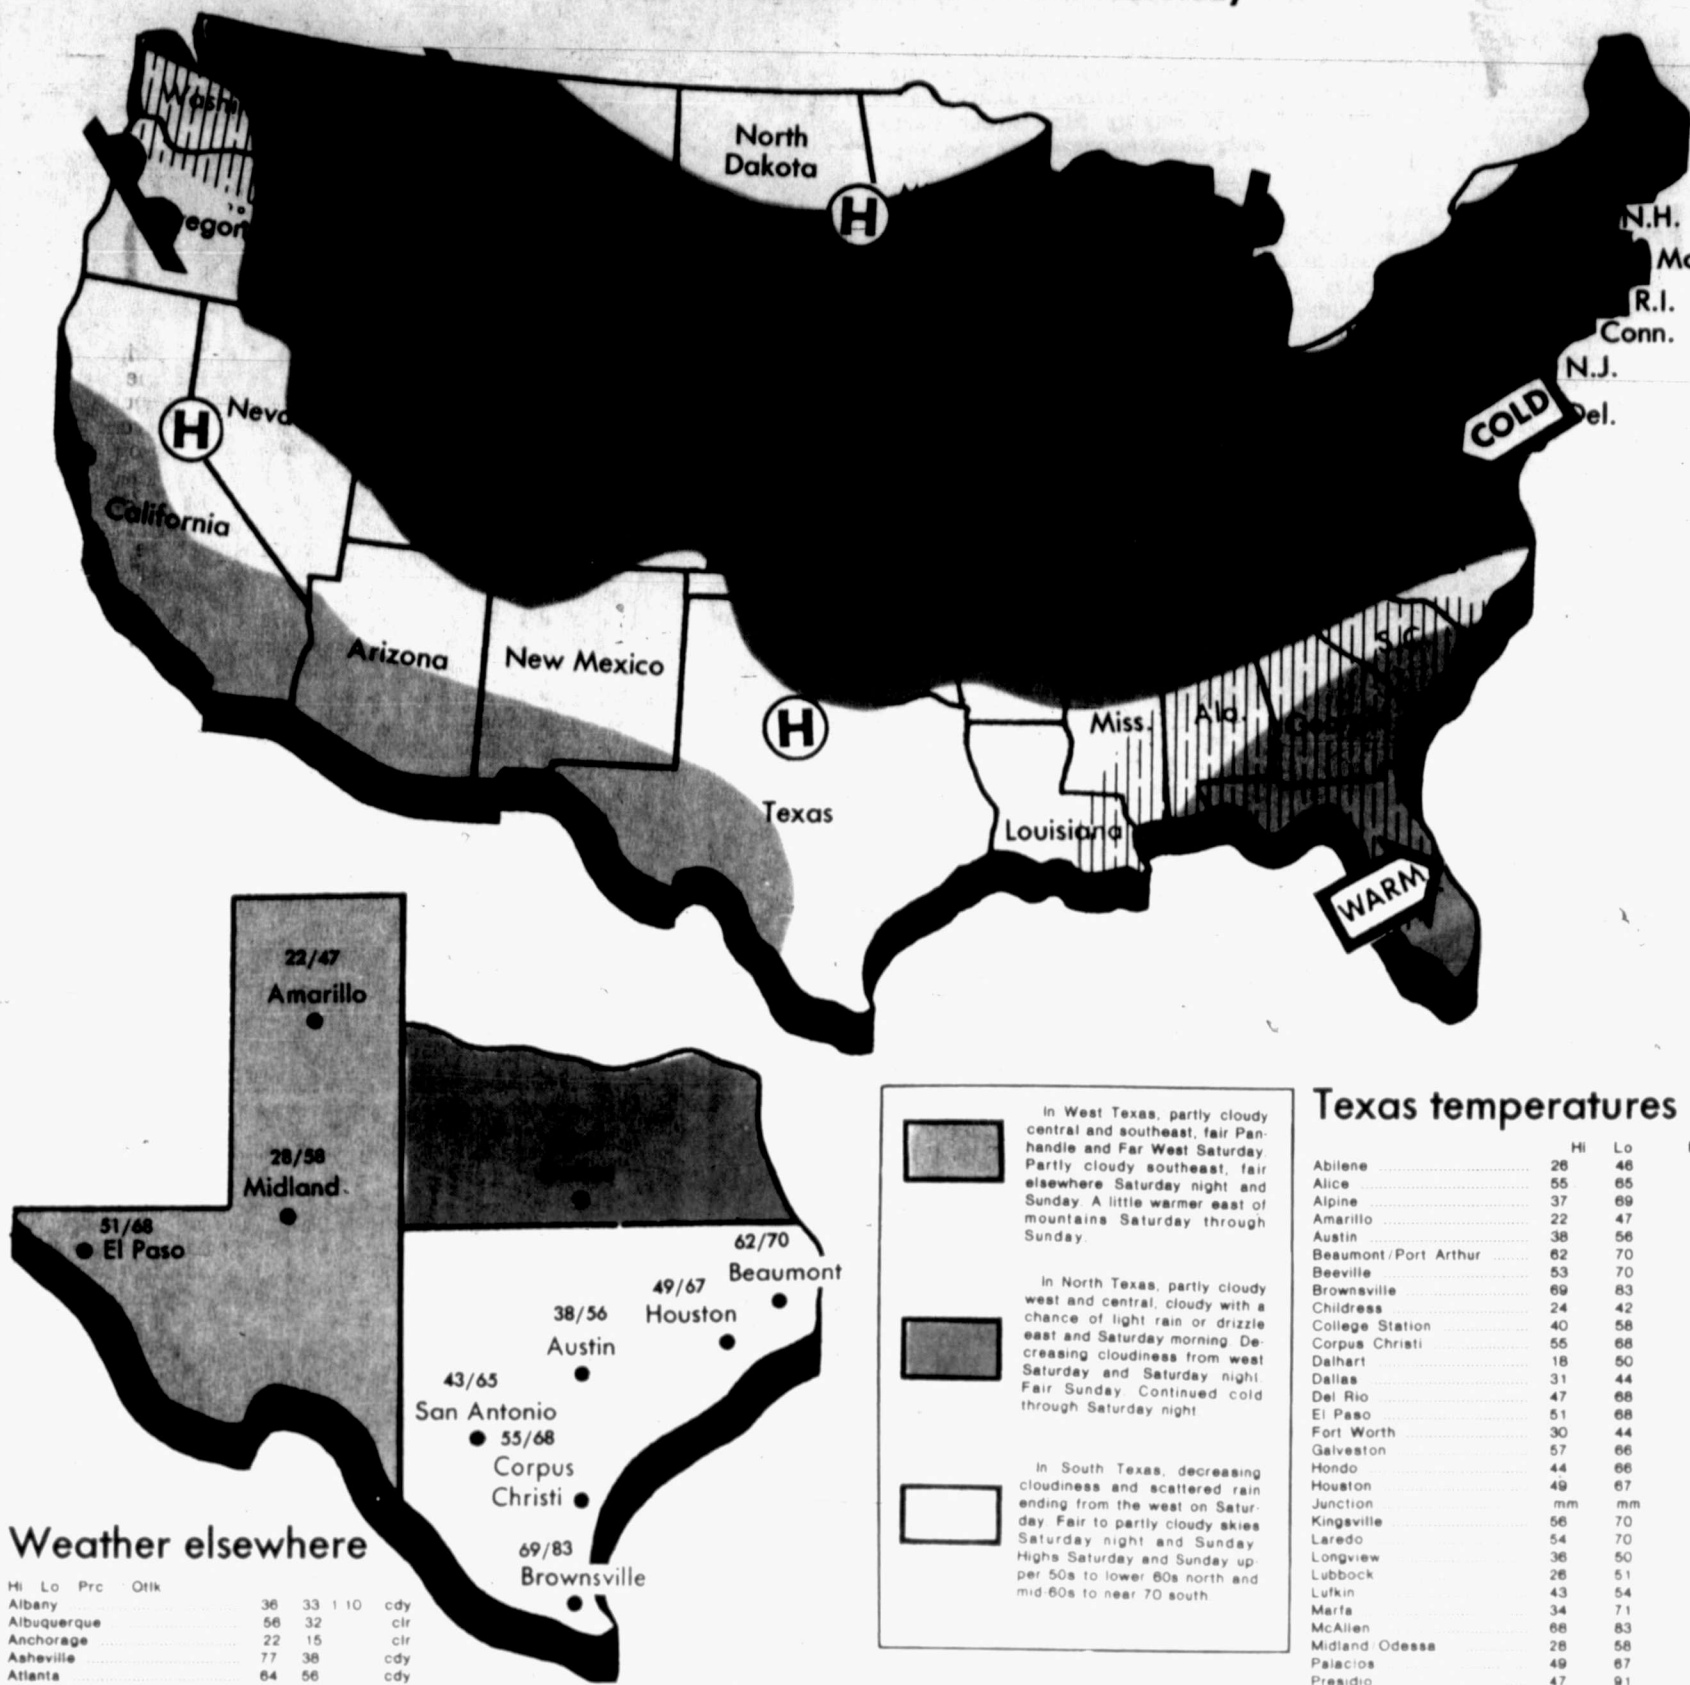 North
Dakota
H
N.H.
R.I.
Conn.
N.J.
COLD
Del.
H
California
Arizona
New Mexico
H
Texas
Miss.
Ala.
S.C.
Louisiana
WARM
22/47
Amarillo
28/58
Midland
51/68
El Paso
62/70
Beaumont
49/67
Houston
38/56
Austin
43/65
San Antonio
55/68
Corpus
Christi
69/83
Brownsville
In West Texas, partly cloudy
central and southeast, fair Pan-
handle and Far West Saturday.
Partly cloudy southeast, fair
elsewhere Saturday night and
Sunday. A little warmer east of
mountains Saturday through
Sunday.
In North Texas, partly cloudy
west and central, cloudy with a
chance of light rain or drizzle
east and Saturday morning. De-
creasing cloudiness from west
Saturday and Saturday night.
Fair Sunday. Continued cold
through Saturday night
In South Texas, decreasing
cloudiness and scattered rain
ending from the west on Satur-
day. Fair to partly cloudy skies
Saturday night and Sunday
Highs Saturday and Sunday up-
per 50s to lower 60s north and
mid-60s to near 70 south
Texas temperatures
Hi Lo
Abilene 26 46
Alice 55 65
Alpine 37 69
Amarillo 22 47
Austin 38 56
Beaumont/Port Arthur 62 70
Beeville 53 70
Brownsville 69 83
Childress 24 42
College Station 40 58
Corpus Christi 55 68
Dalhart 18 50
Dallas 31 44
Del Rio 47 68
El Paso 51 68
Fort Worth 30 44
Galveston 57 66
Hondo 44 66
Houston 49 67
Junction mm mm
Kingsville 56 70
Laredo 54 70
Longview 36 50
Lubbock 26 51
Lufkin 43 54
Marfa 34 71
McAllen 68 83
Midland/Odessa 28 58
Palacios 49 67
Presidio 47 91
Weather elsewhere
Hi Lo Prc Otlk
Albany 36 33 1.10 cdy
Albuquerque 56 32 clr
Anchorage 22 15 clr
Asheville 77 38 cdy
Atlanta 64 56 cdy